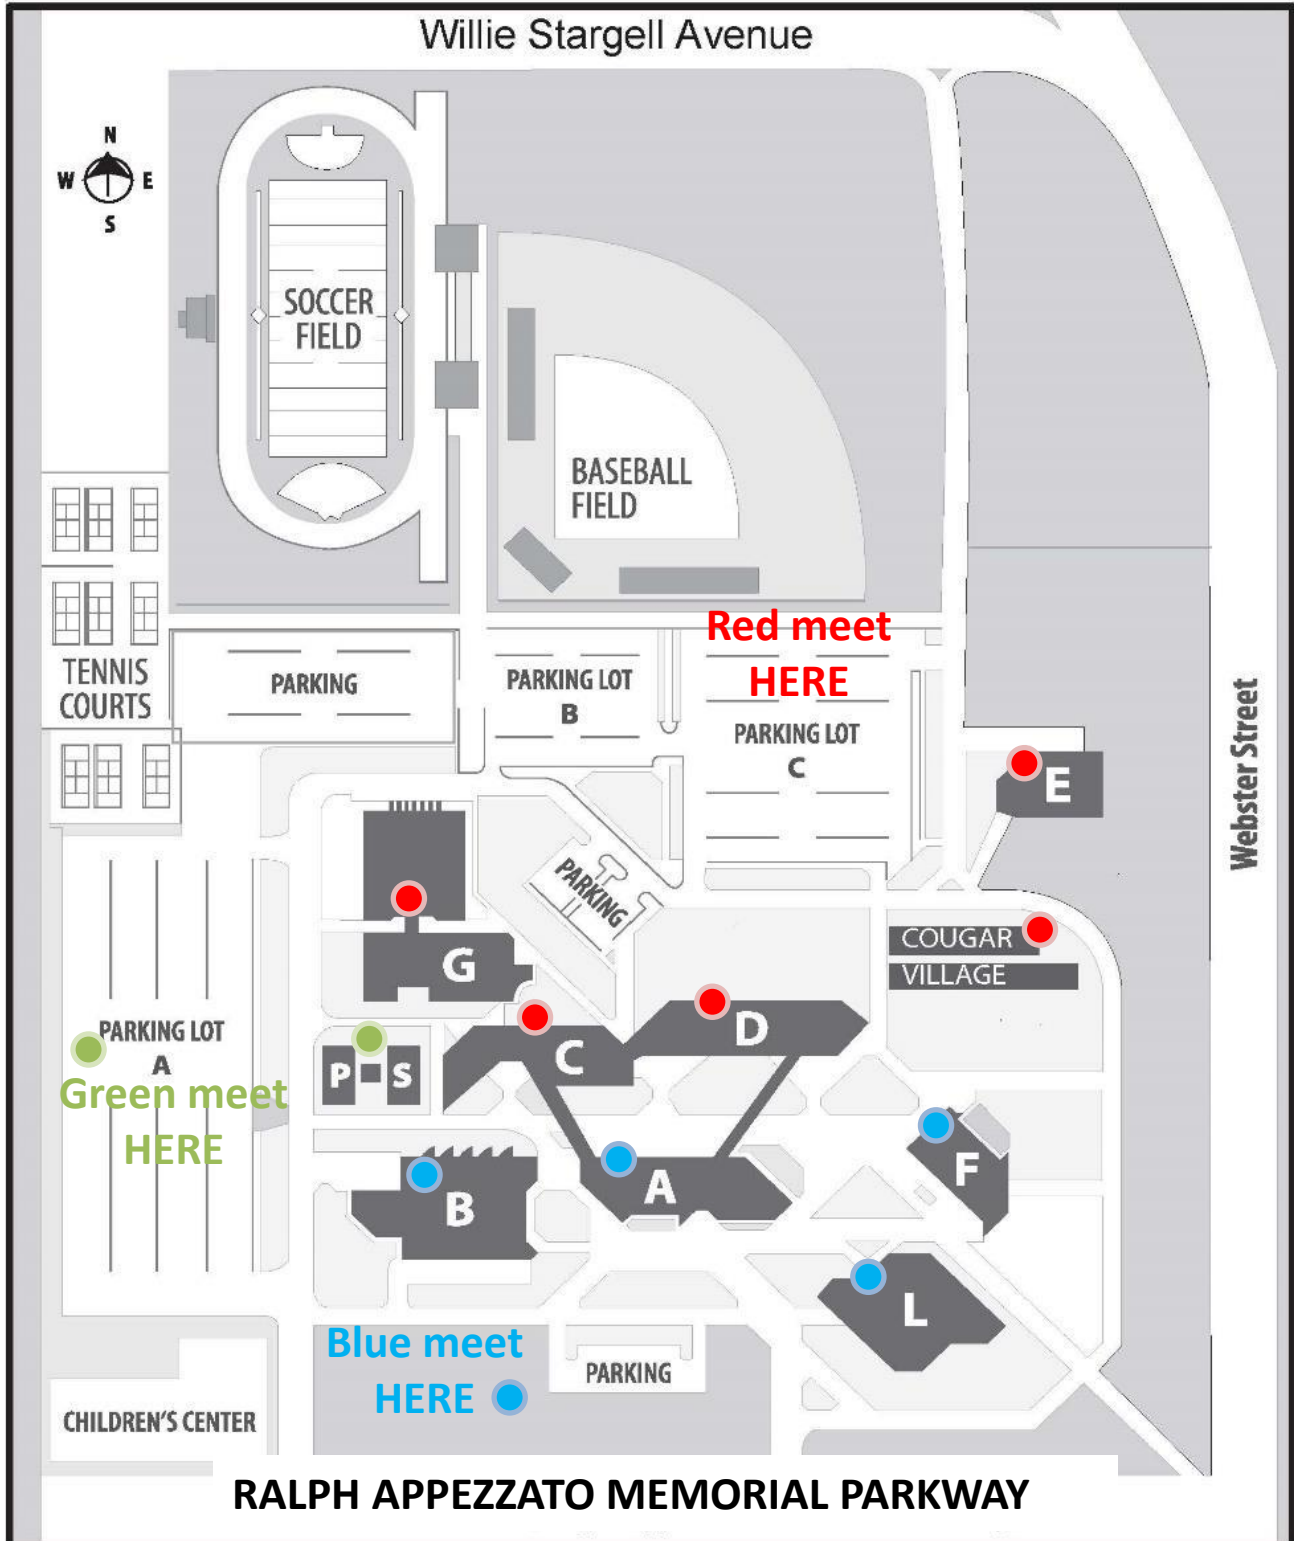 Willie Stargell Avenue
N
W E
S
SOCCER
FIELD
BASEBALL
FIELD
Red meet
HERE
TENNIS
COURTS
PARKING
PARKING LOT
B
PARKING LOT
C
E
Webster Street
PARKING
G
COUGAR
VILLAGE
PARKING LOT
A
Green meet
HERE
P S
C
D
B
A
F
L
Blue meet
HERE
PARKING
CHILDREN'S CENTER
RALPH APPEZZATO MEMORIAL PARKWAY